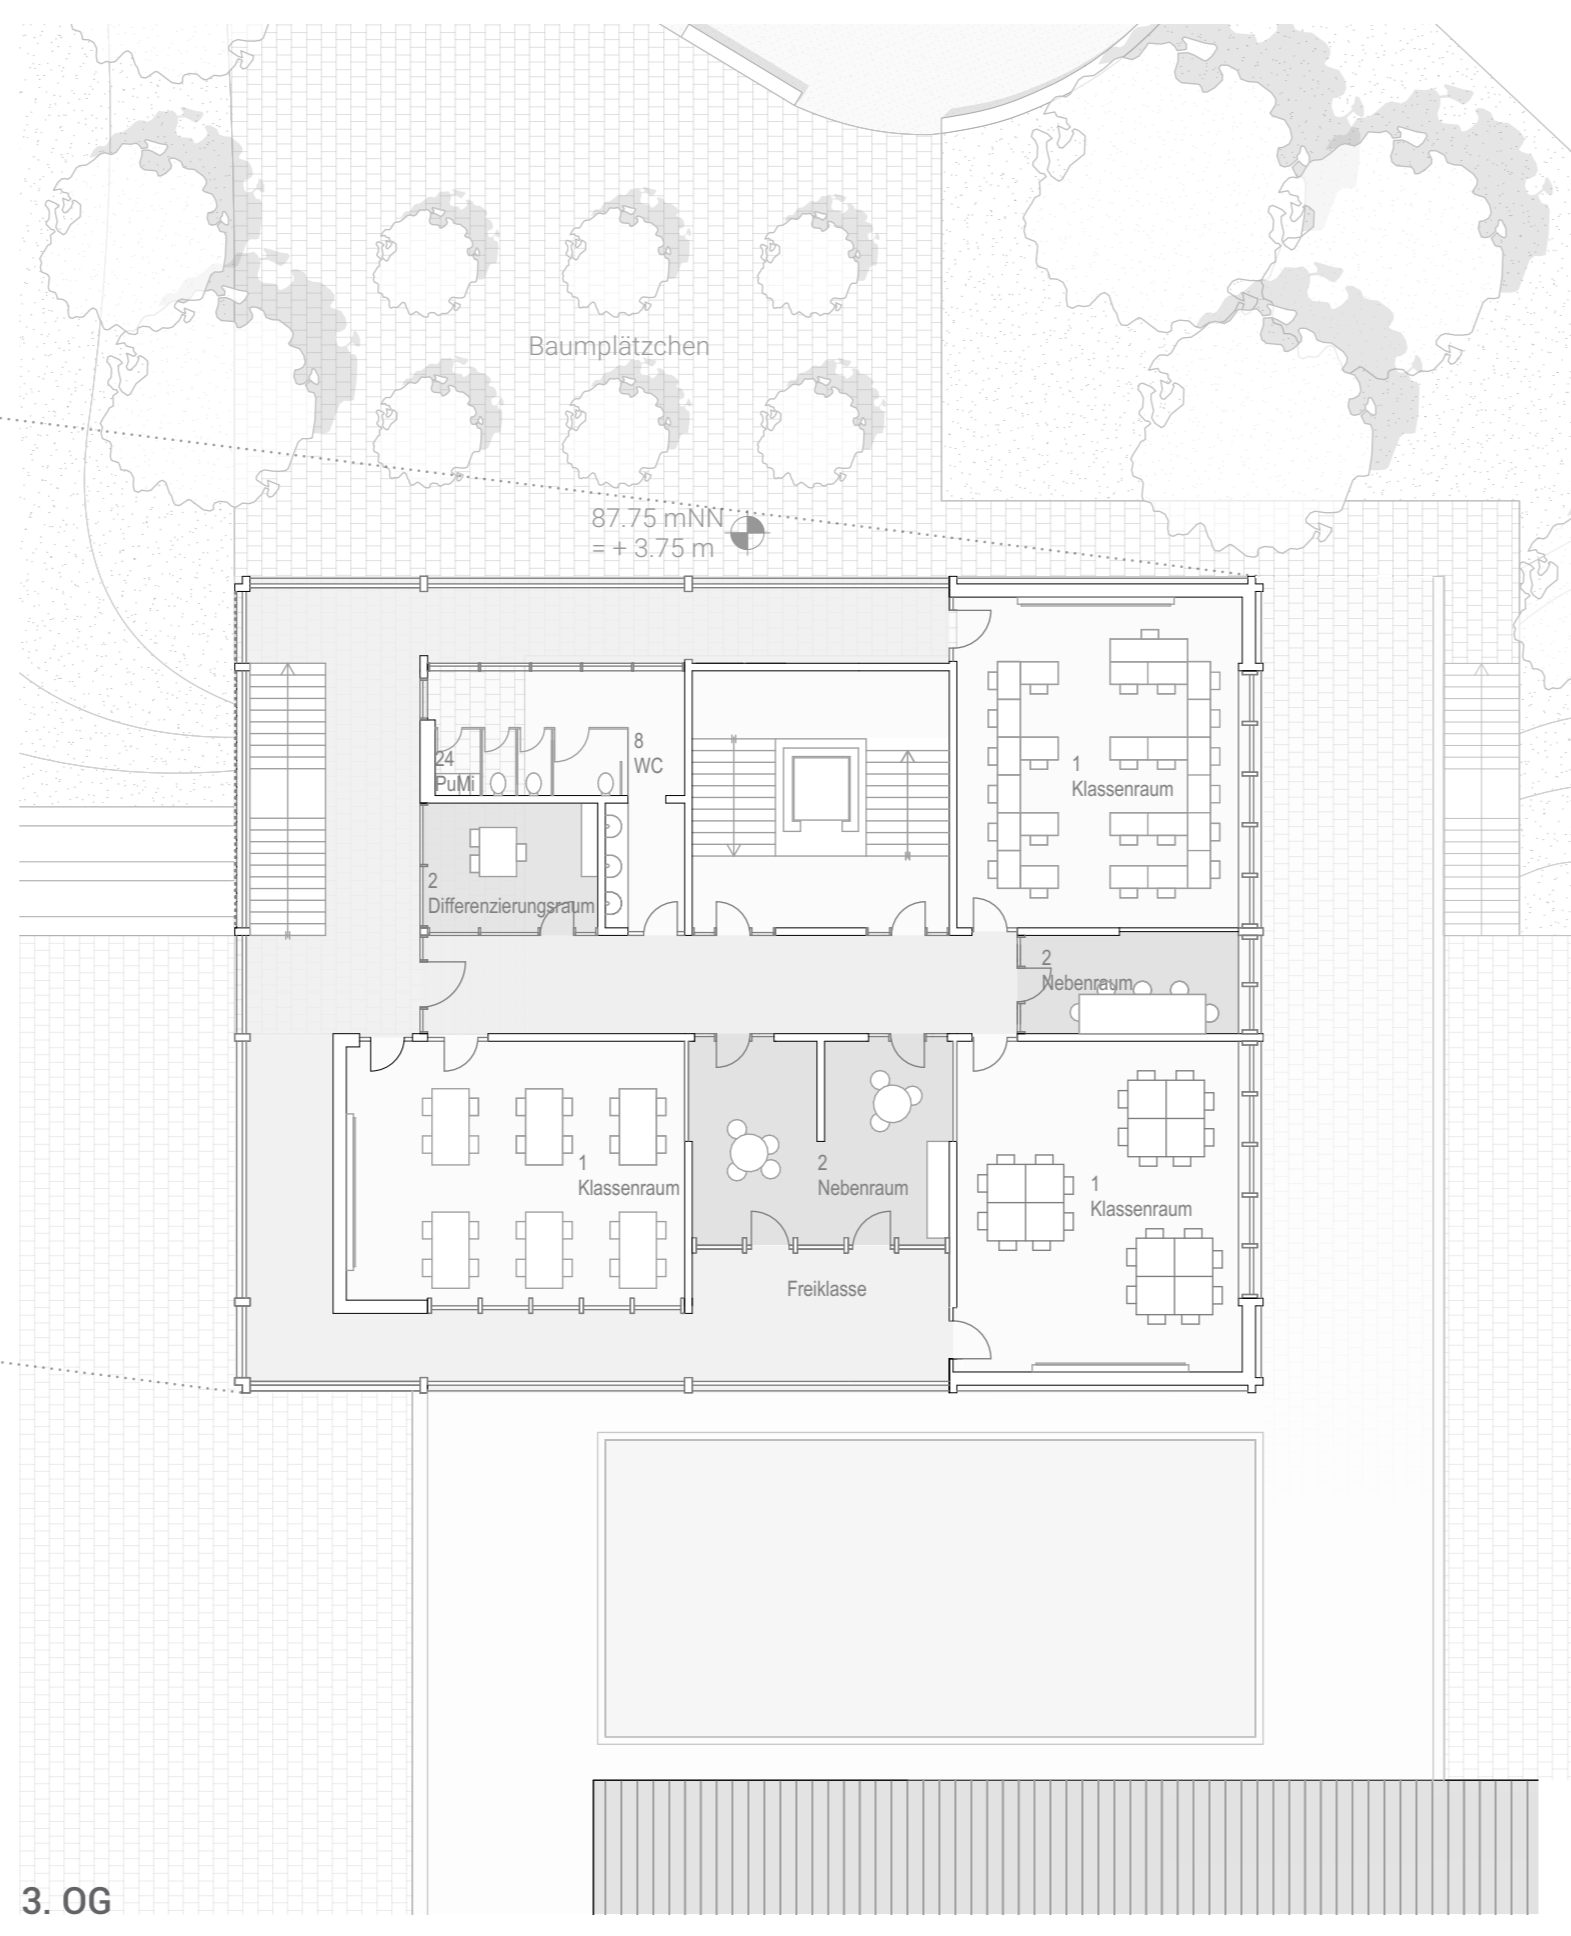 Baumplätzchen
87.75 mNN
= + 3.75 m
8
WC
24
PuMi
1
Klassenraum
2
Differenzierungsraum
2
Nebenraum
1
Klassenraum
2
Nebenraum
1
Klassenraum
Freiklasse
3. OG